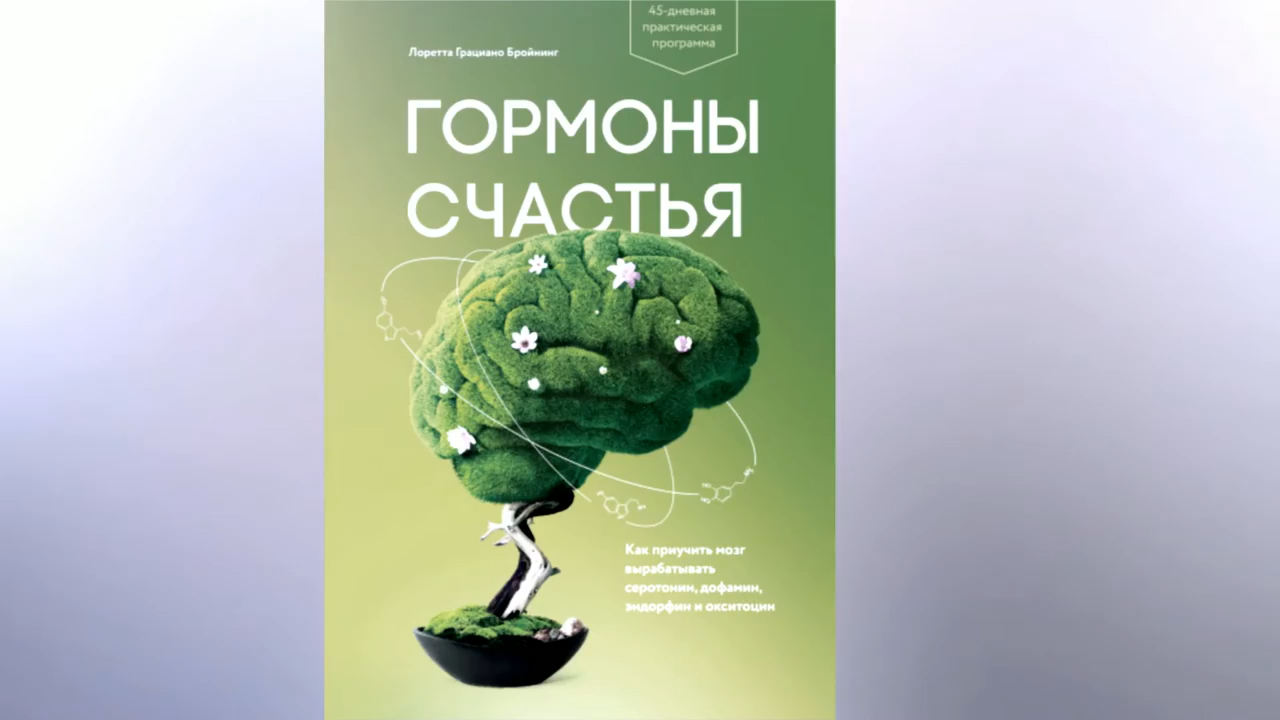 45-дневная
практическая
программа
Лоретта Грациано Бройнинг
ГОРМОНЫ
СЧАСТЬЯ
Как приучить мозг
вырабатывать
серотонин, дофамин,
эндорфин и окситоцин